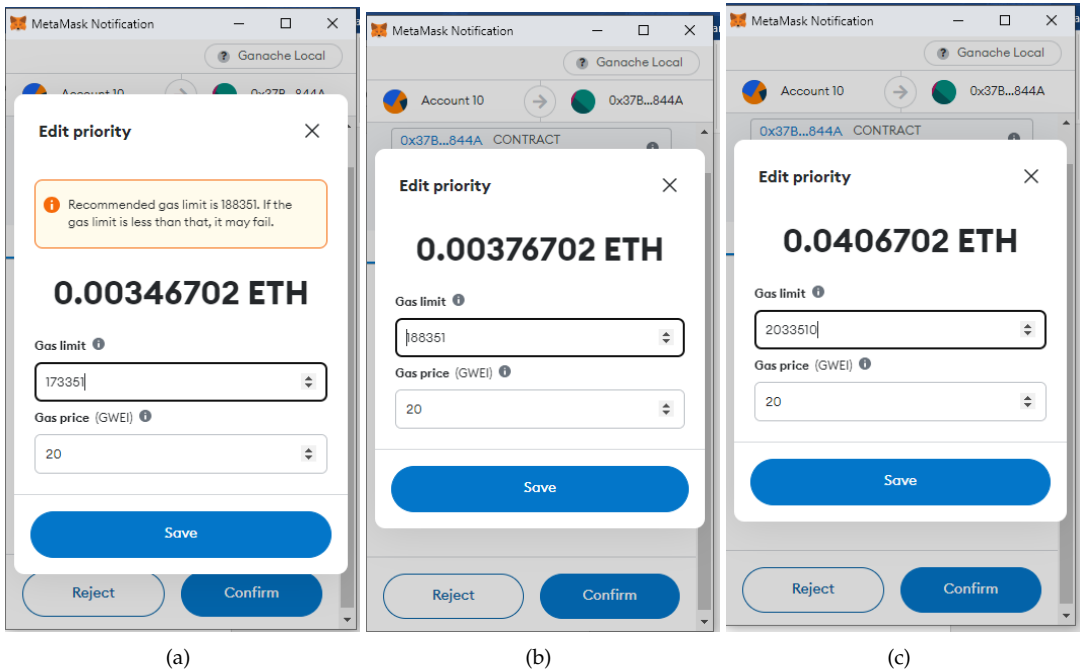 MetaMask Notification
Ganache Local
Account 10
0x37B...844A
Edit priority
Recommended gas limit is 188351. If the
gas limit is less than that, it may fail.
0.00346702 ETH
Gas limit
173351
Gas price (GWEI)
20
Save
Reject
Confirm
(a)
MetaMask Notification
Ganache Local
Account 10
0x37B...844A
0x37B...844A CONTRACT
Edit priority
0.00376702 ETH
Gas limit
188351
Gas price (GWEI)
20
Save
Reject
Confirm
(b)
MetaMask Notification
Ganache Local
Account 10
0x37B...844A
0x37B...844A CONTRACT
Edit priority
0.0406702 ETH
Gas limit
2033510
Gas price (GWEI)
20
Save
Reject
Confirm
(c)